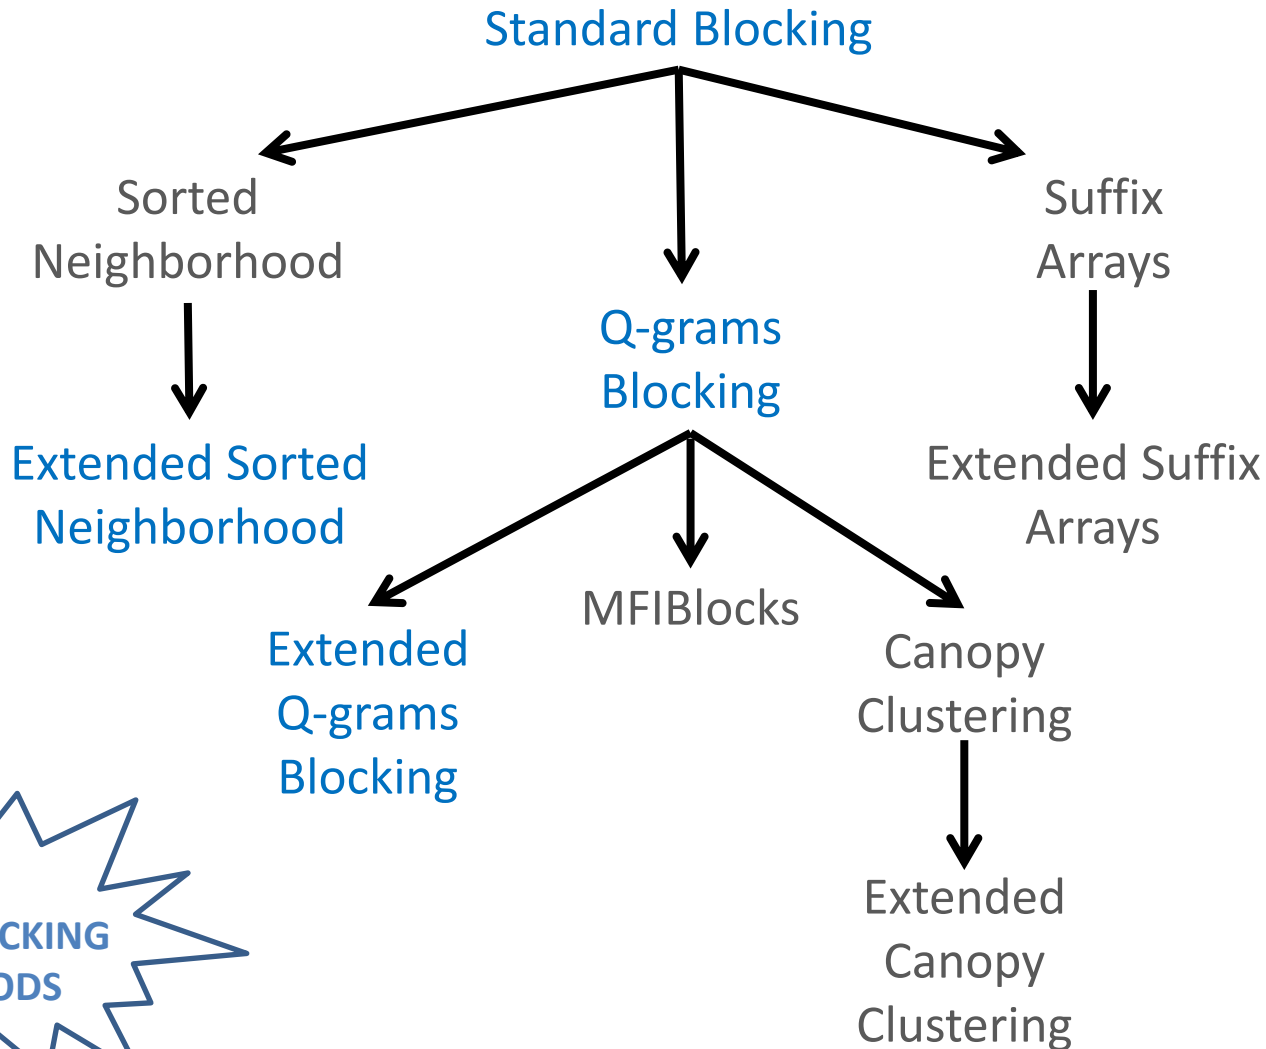 Standard Blocking
Sorted
Neighborhood
Suffix
Arrays
Q-grams
Blocking
Extended Sorted
Neighborhood
Extended Suffix
Arrays
MFIBlocks
Extended
Q-grams
Blocking
Canopy
Clustering
Extended
Canopy
Clustering
CKING
ODS